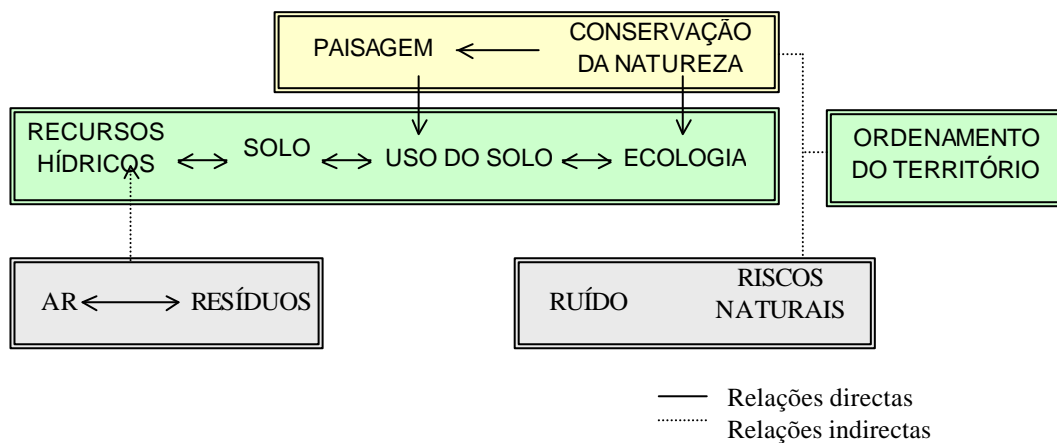 PAISAGEM
CONSERVAÇÃO
DA NATUREZA
RECURSOS
HÍDRICOS
SOLO
USO DO SOLO
ECOLOGIA
ORDENAMENTO
DO TERRITÓRIO
AR
RESÍDUOS
RUÍDO
RISCOS
NATURAIS
Relações directas
Relações indirectas